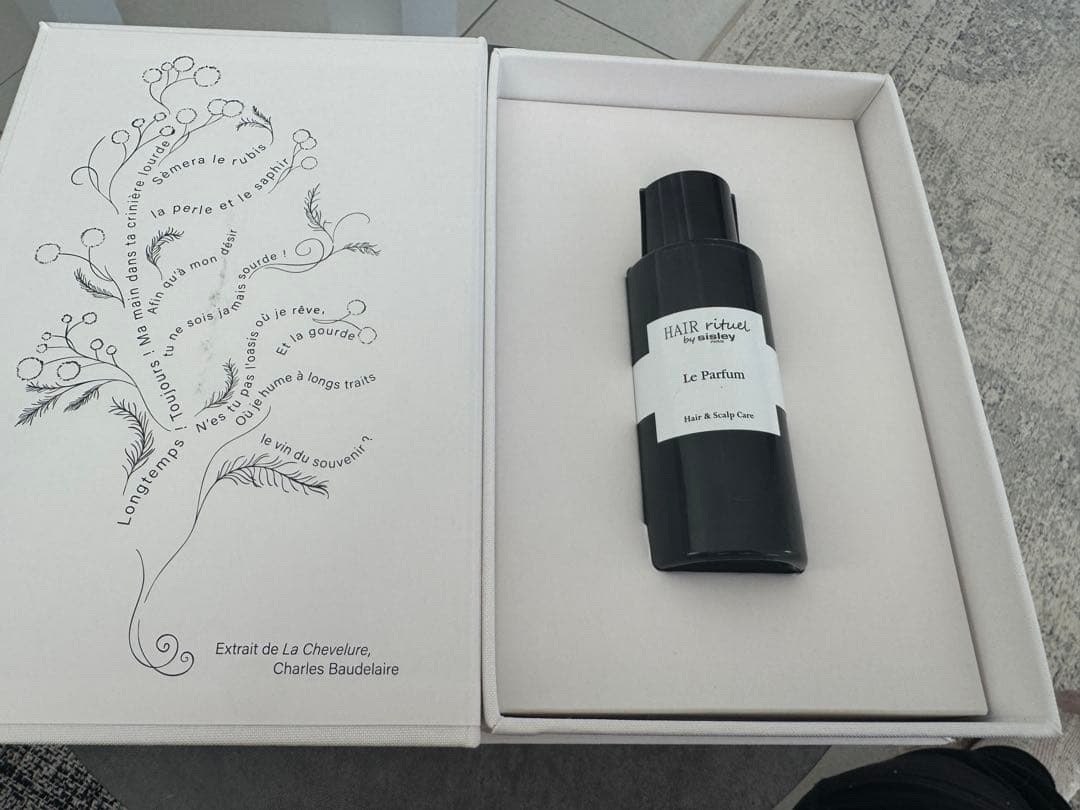 Longtemps ! Toujours ! Ma main dans ta crinière lourde
Sèmera le rubis
la perle et le saphir
Afin qu'à mon désir
tu ne sois jamais sourde !
N'es tu pas l'oasis où je rêve,
Et la gourde
Où je hume à longs traits
le vin du souvenir ?
Extrait de La Chevelure,
Charles Baudelaire
HAIR rituel
by sisley
PARIS
Le Parfum
Hair & Scalp Care